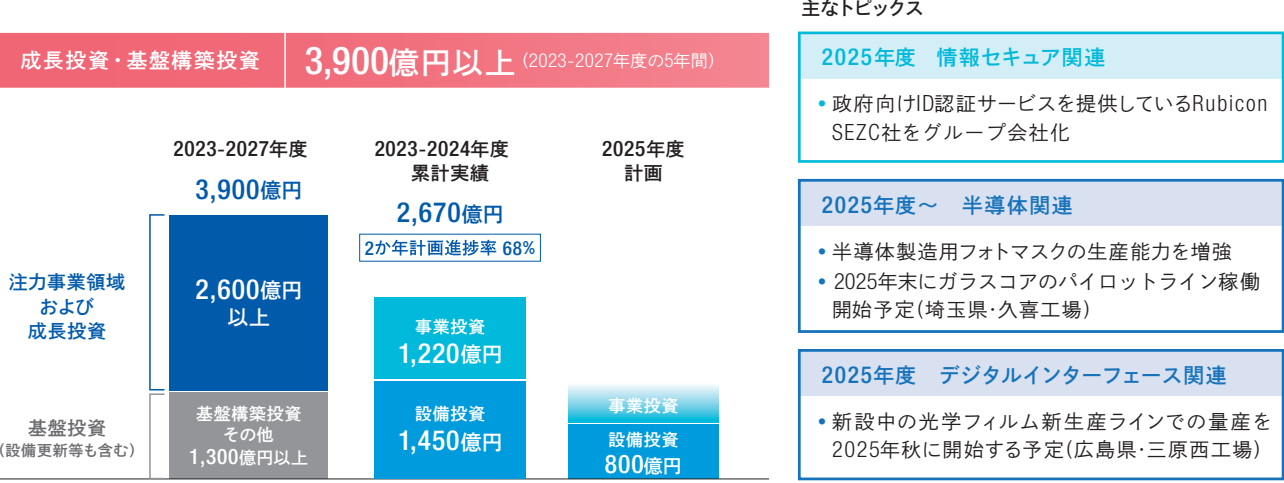 成長投資・基盤構築投資 3,900億円以上 (2023-2027年度の5年間)
2023-2027年度
3,900億円
2,600億円
以上
基盤構築投資
その他
1,300億円以上
注力事業領域
および
成長投資
基盤投資
(設備更新等も含む)
2023-2024年度
累計実績
2,670億円
2か年計画進捗率 68%
事業投資
1,220億円
設備投資
1,450億円
2025年度
計画
事業投資
設備投資
800億円
主なトピックス
2025年度 情報セキュア関連
• 政府向けID認証サービスを提供しているRubicon
SEZC社をグループ会社化
2025年度～ 半導体関連
• 半導体製造用フォトマスクの生産能力を増強
• 2025年末にガラスコアのパイロットライン稼働
開始予定(埼玉県・久喜工場)
2025年度 デジタルインターフェース関連
• 新設中の光学フィルム新生産ラインでの量産を
2025年秋に開始する予定(広島県・三原西工場)